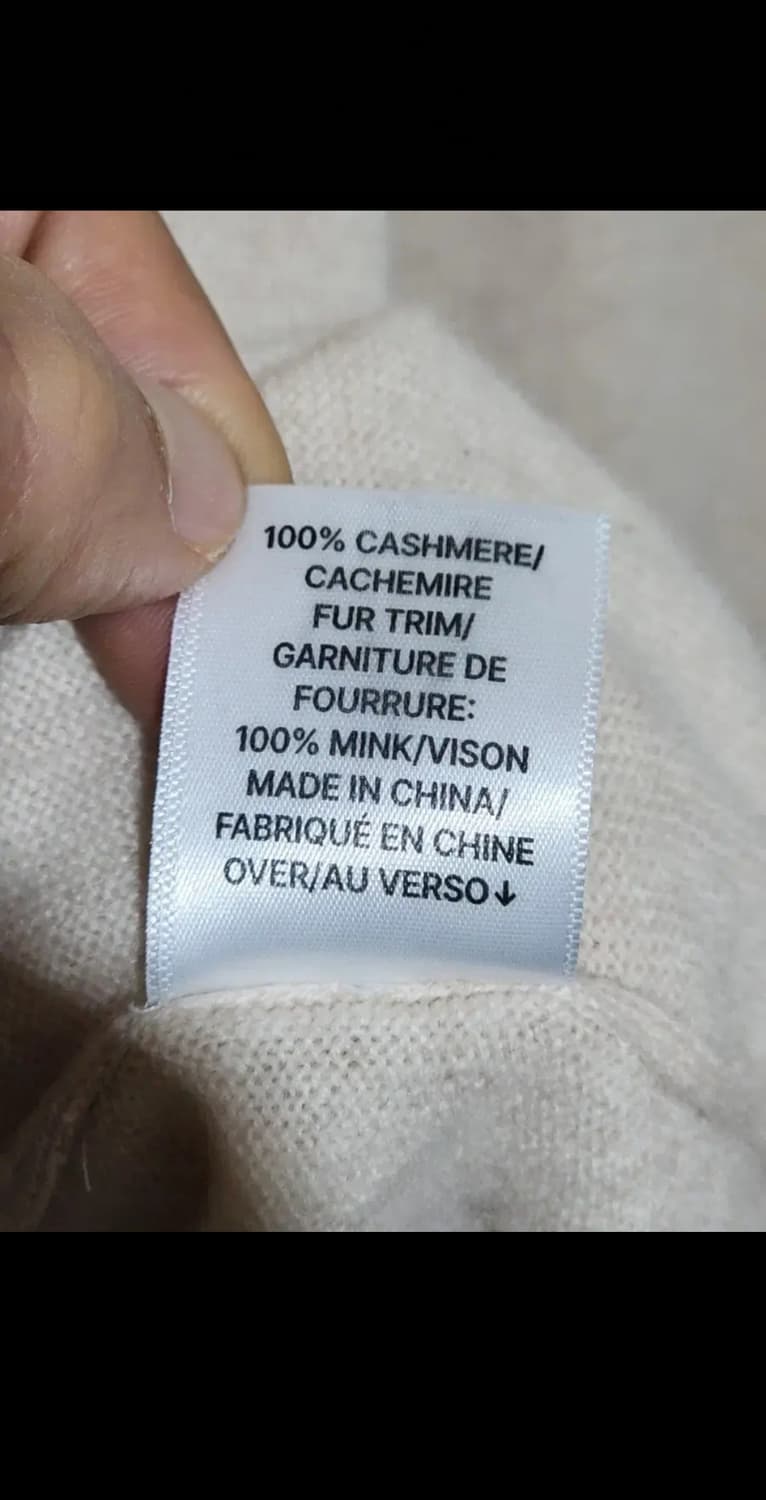 100% CASHMERE/
CACHEMIRE
FUR TRIM/
GARNITURE DE
FOURRURE:
100% MINK/VISON
MADE IN CHINA/
FABRIQUÉ EN CHINE
OVER/AU VERSO↓